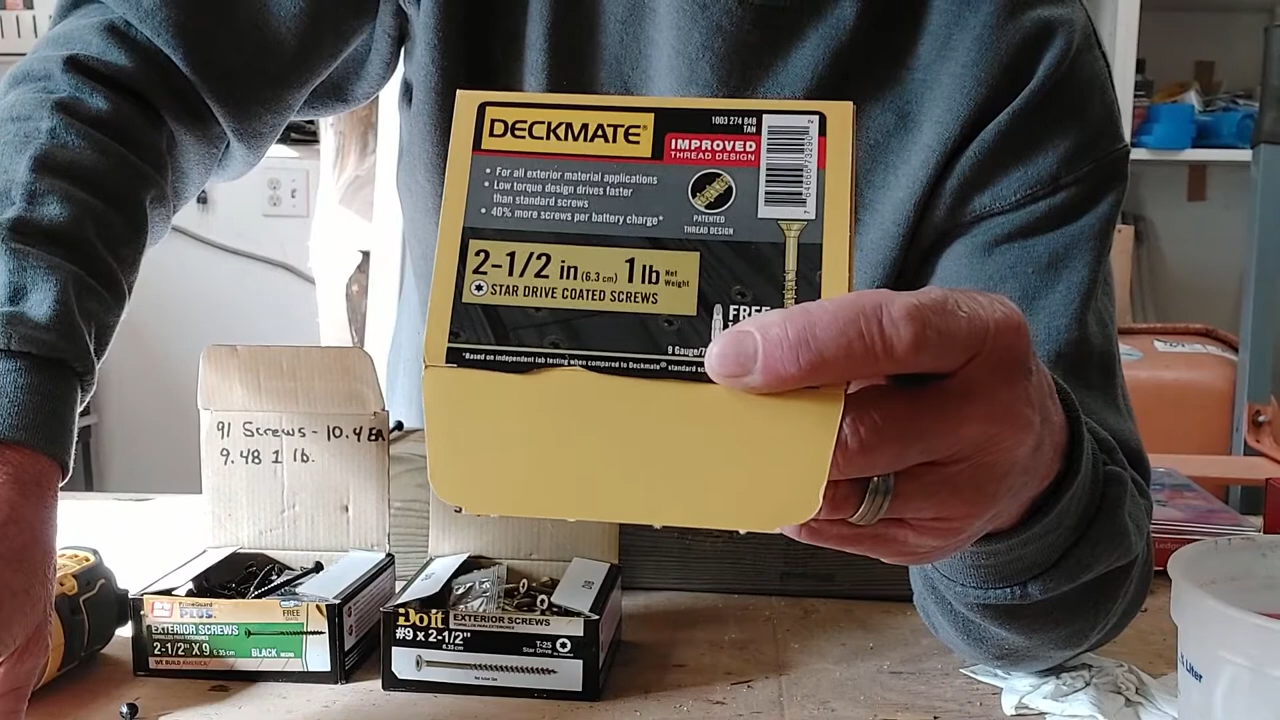 DECKMATE®
1003 274 848
TAN
IMPROVED
THREAD DESIGN
• For all exterior material applications
• Low torque design drives faster
than standard screws
• 40% more screws per battery charge*
PATENTED
THREAD DESIGN
2-1/2 in (6.3 cm) 1 lb Net Weight
STAR DRIVE COATED SCREWS
FREE
9 Gauge/7
*Based on independent lab testing when compared to Deckmate® standard
91 Screws - 10.4 EA
9.48 1 lb.
PrimeGuard
PLUS
FREE
EXTERIOR SCREWS
2-1/2" X 9 6.35 cm
BLACK
WE BUILD AMERICA
Do it
EXTERIOR SCREWS
TORNILLOS PARA EXTERIORES
#9 x 2-1/2"
6.35 cm
T-25
Star Drive
Liter